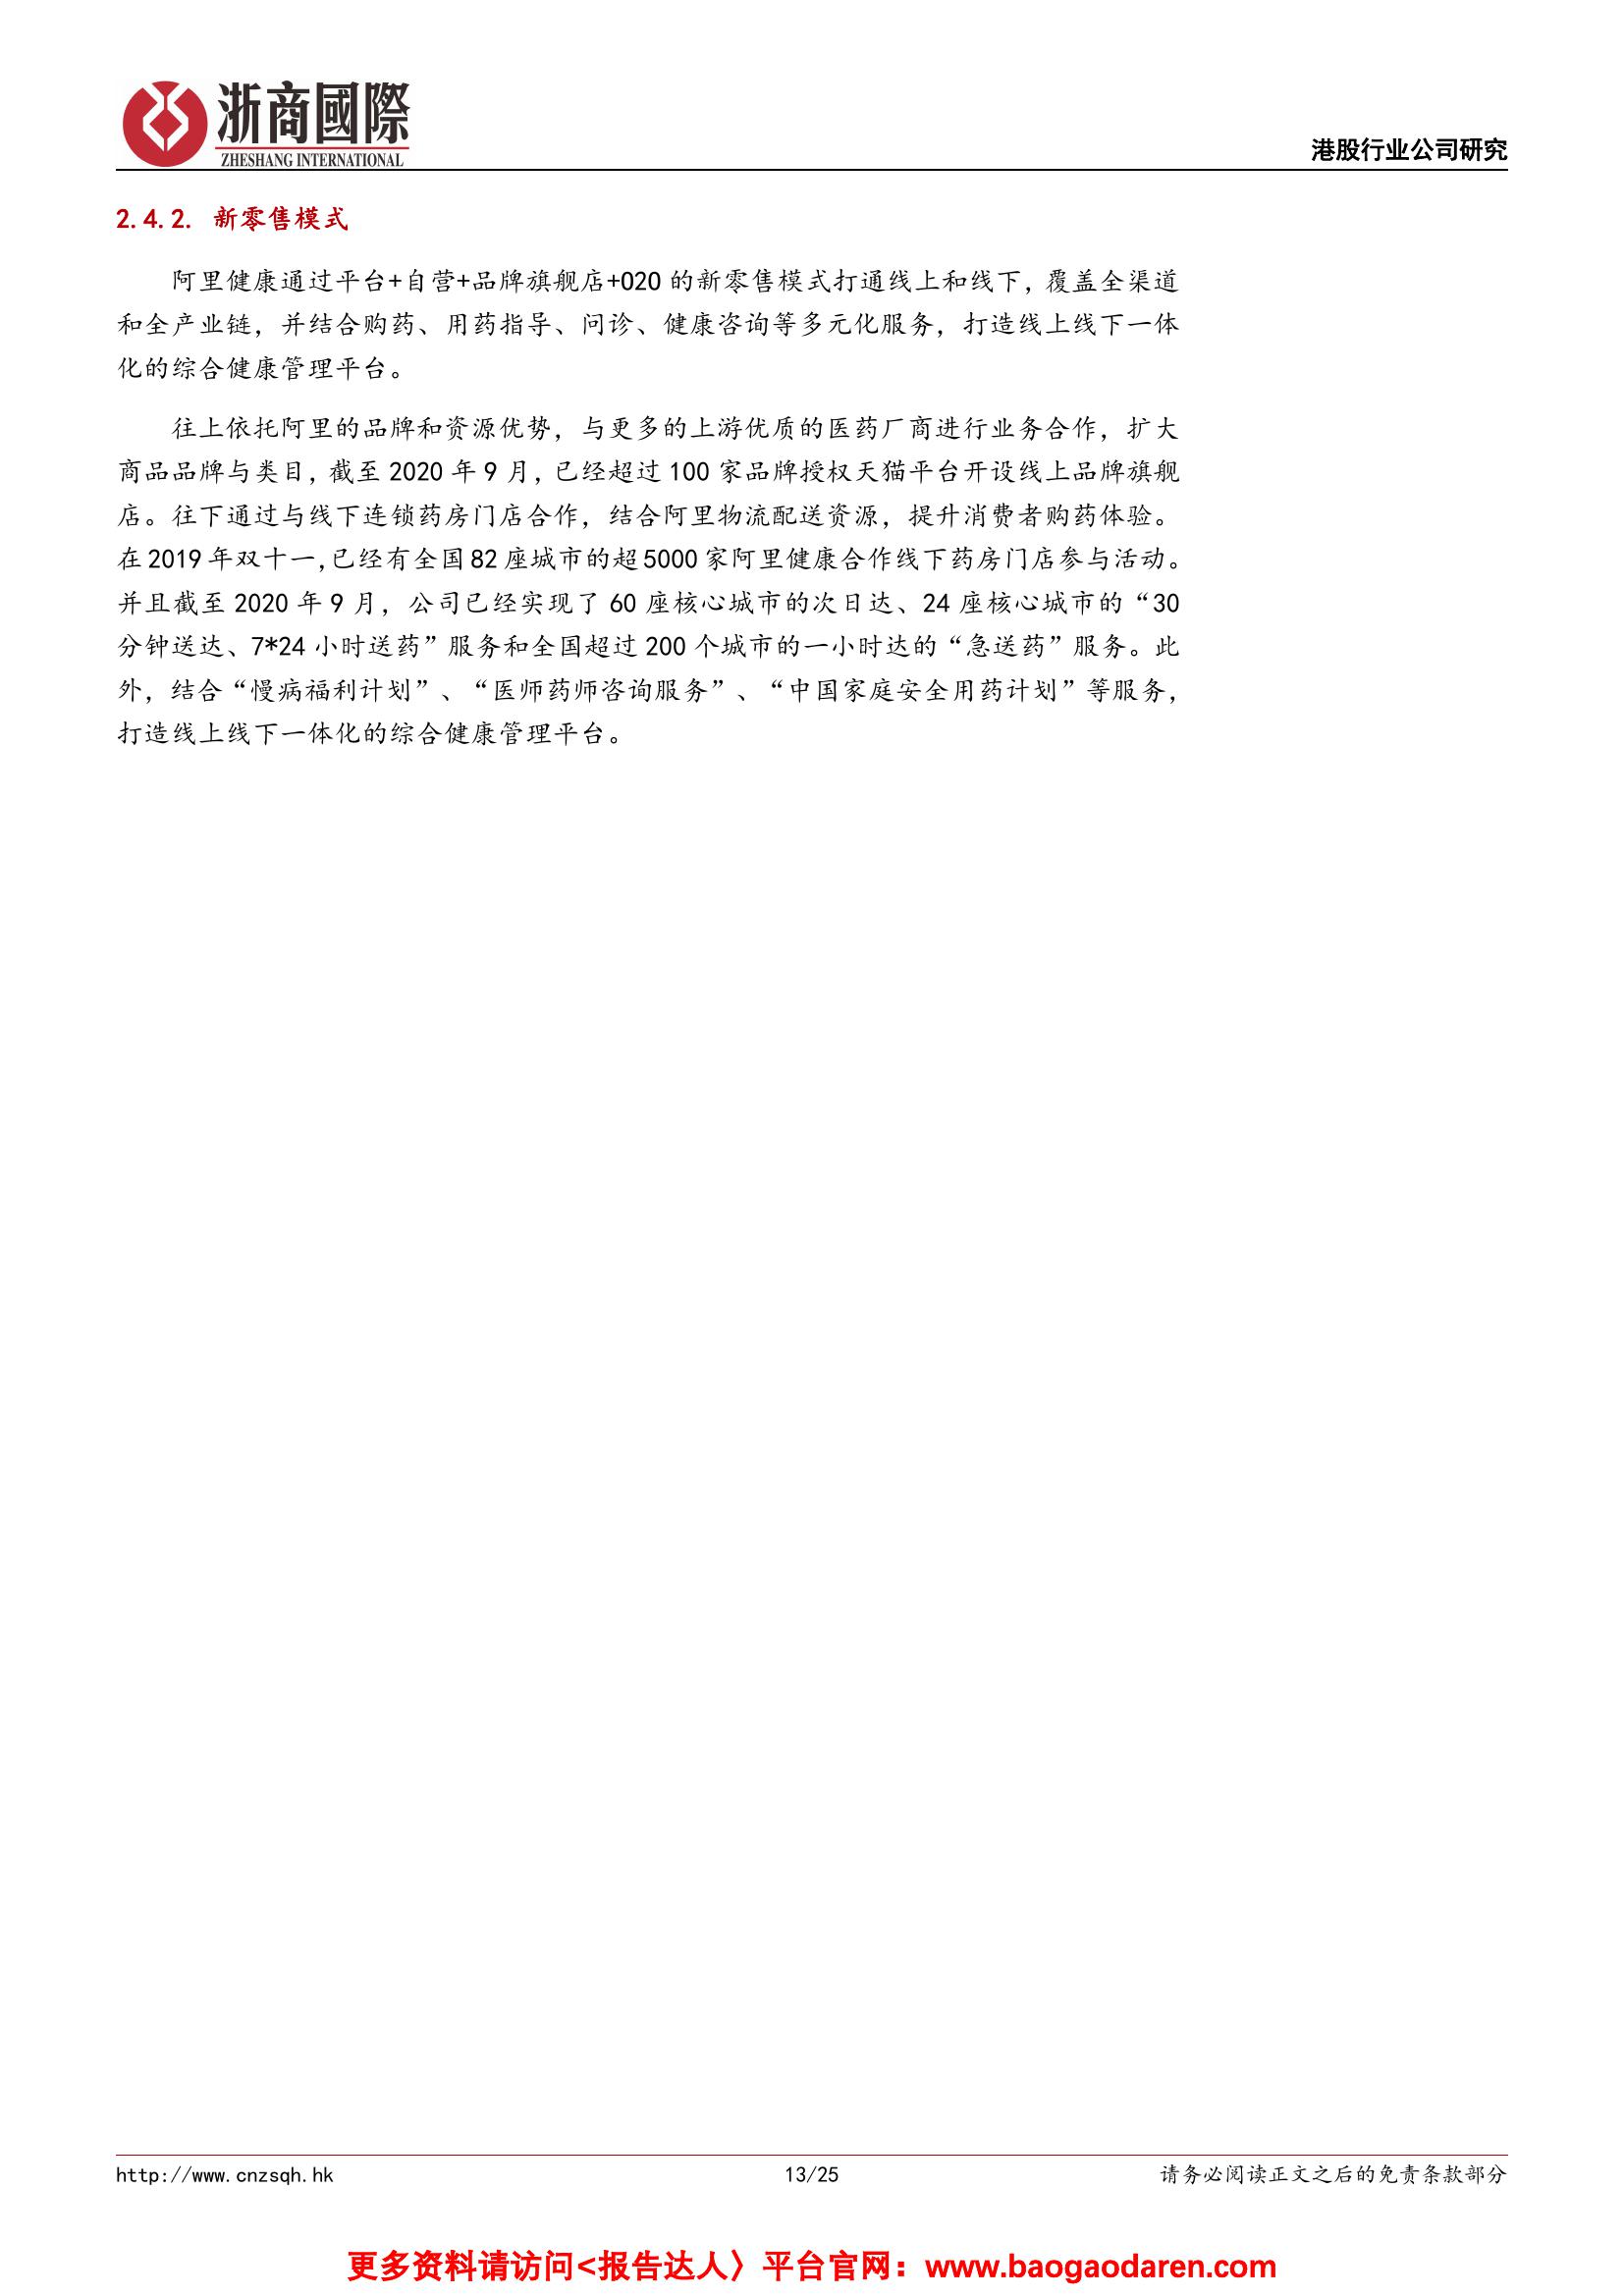 浙商國際
ZHESHANG INTERNATIONAL
港股行业公司研究
2.4.2. 新零售模式
阿里健康通过平台+自营+品牌旗舰店+O2O 的新零售模式打通线上和线下，覆盖全渠道
和全产业链，并结合购药、用药指导、问诊、健康咨询等多元化服务，打造线上线下一体
化的综合健康管理平台。
往上依托阿里的品牌和资源优势，与更多的上游优质的医药厂商进行业务合作，扩大
商品品牌与类目，截至 2020 年 9 月，已经超过 100 家品牌授权天猫平台开设线上品牌旗舰
店。往下通过与线下连锁药房门店合作，结合阿里物流配送资源，提升消费者购药体验。
在 2019 年双十一，已经有全国 82 座城市的超 5000 家阿里健康合作线下药房门店参与活动。
并且截至 2020 年 9 月，公司已经实现了 60 座核心城市的次日达、24 座核心城市的“30
分钟送达、7*24 小时送药”服务和全国超过 200 个城市的一小时达的“急送药”服务。此
外，结合“慢病福利计划”、“医师药师咨询服务”、“中国家庭安全用药计划”等服务，
打造线上线下一体化的综合健康管理平台。
http://www.cnzsqh.hk
13/25
请务必阅读正文之后的免责条款部分
更多资料请访问<报告达人〉平台官网：www.baogaodaren.com